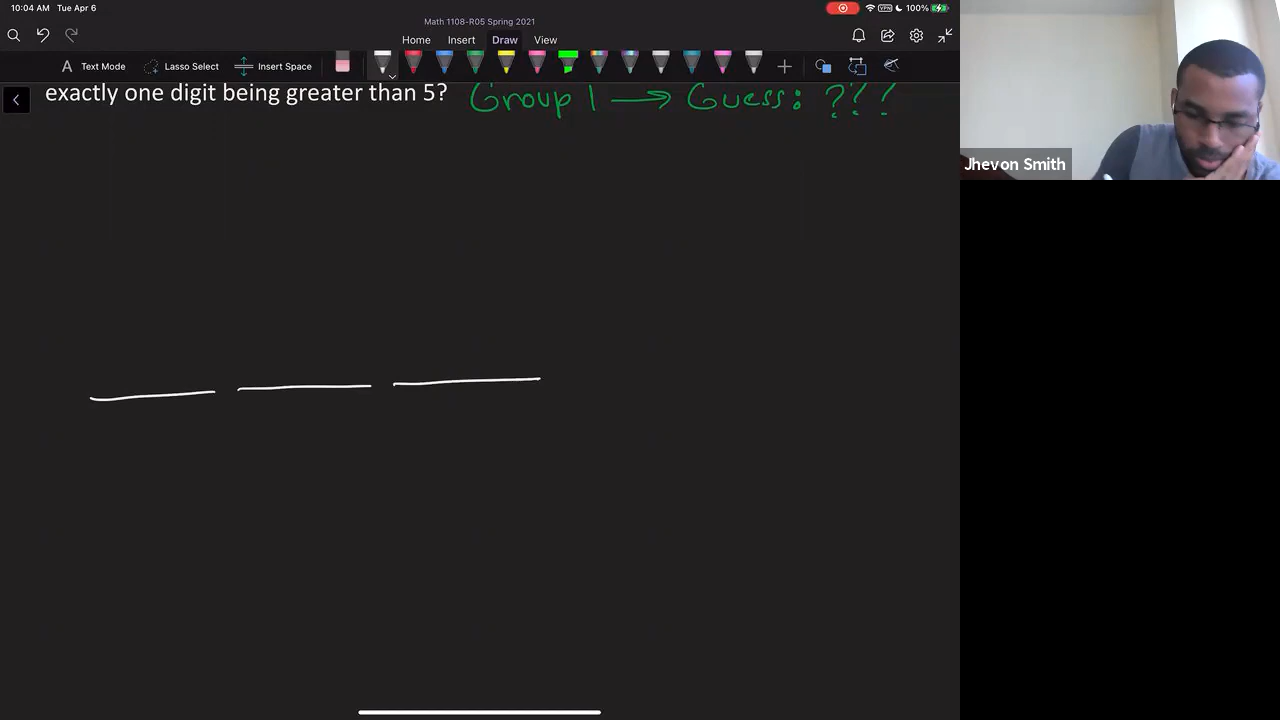 10:04 AM Tue Apr 6
VPN 100%
Math 1108-R05 Spring 2021
Home Insert Draw View
A Text Mode Lasso Select Insert Space
exactly one digit being greater than 5? Group 1 → Guess: ???
Jhevon Smith